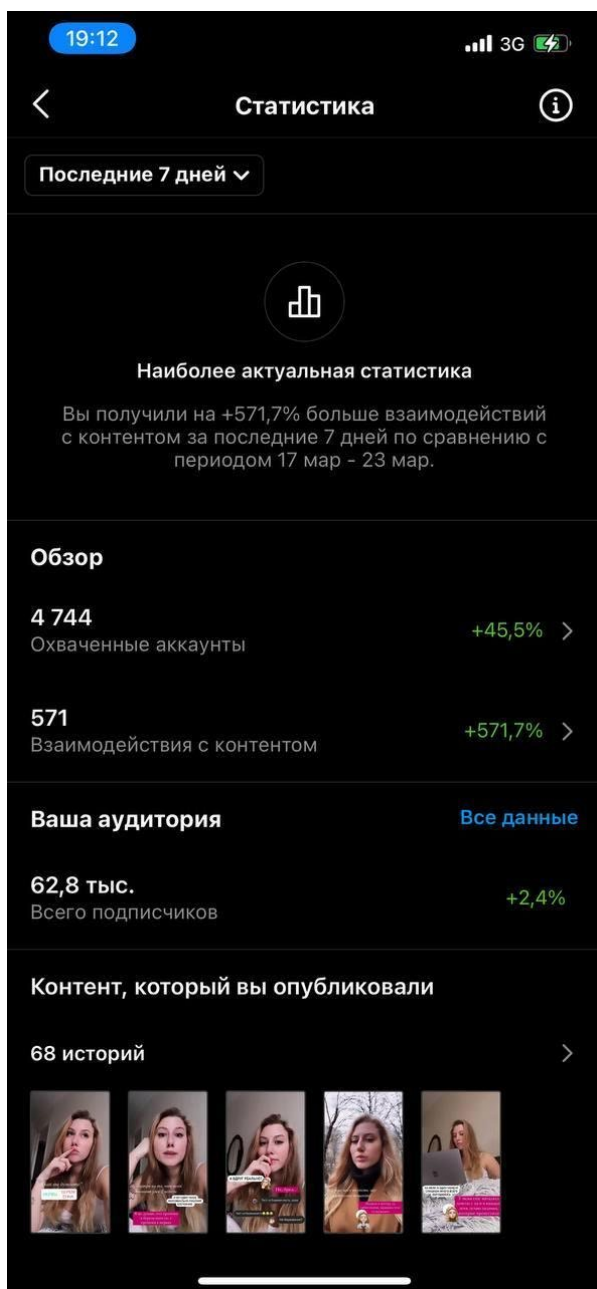 19:12
3G
Статистика
Последние 7 дней
Наиболее актуальная статистика
Вы получили на +571,7% больше взаимодействий
с контентом за последние 7 дней по сравнению с
периодом 17 мар - 23 мар.
Обзор
4 744
Охваченные аккаунты
+45,5%
571
Взаимодействия с контентом
+571,7%
Ваша аудитория
Все данные
62,8 тыс.
Всего подписчиков
+2,4%
Контент, который вы опубликовали
68 историй